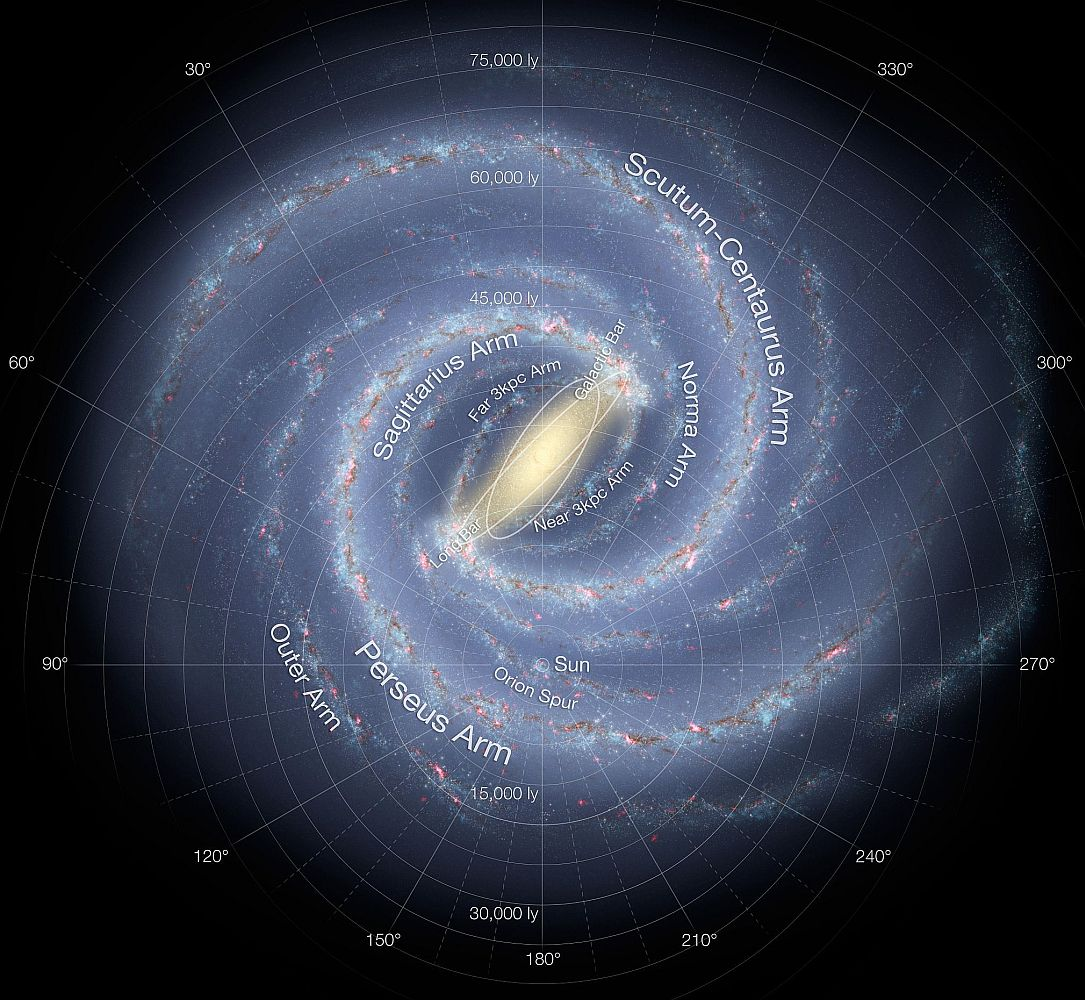 75,000 ly
30°
330°
Scutum-Centaurus Arm
60,000 ly
45,000 ly
Sagittarius Arm
Galactic Bar
Far 3kpc Arm
60°
300°
Norma Arm
Near 3kpc Arm
Long Bar
Outer Arm
Perseus Arm
90°
Sun
270°
Orion Spur
15,000 ly
120°
240°
30,000 ly
150°
210°
180°